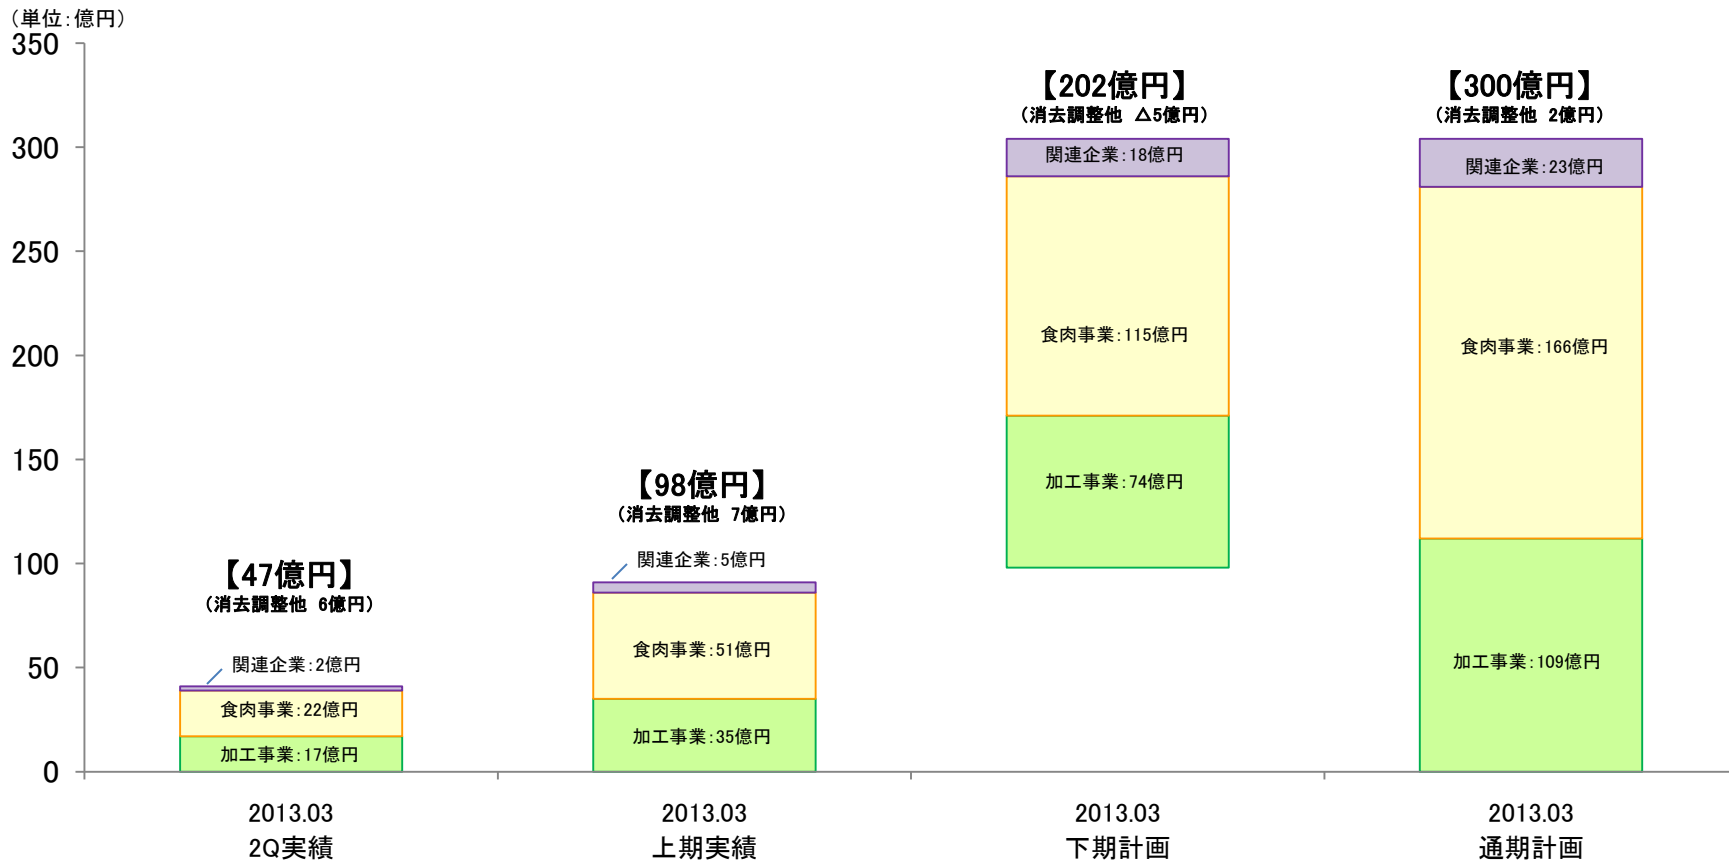 （単位：億円）
350
300
250
200
150
100
50
0
【47億円】
（消去調整他 6億円）
関連企業：2億円
食肉事業：22億円
加工事業：17億円
【98億円】
（消去調整他 7億円）
関連企業：5億円
食肉事業：51億円
加工事業：35億円
【202億円】
（消去調整他 △5億円）
関連企業：18億円
食肉事業：115億円
加工事業：74億円
【300億円】
（消去調整他 2億円）
関連企業：23億円
食肉事業：166億円
加工事業：109億円
2013.03
2Q実績
2013.03
上期実績
2013.03
下期計画
2013.03
通期計画